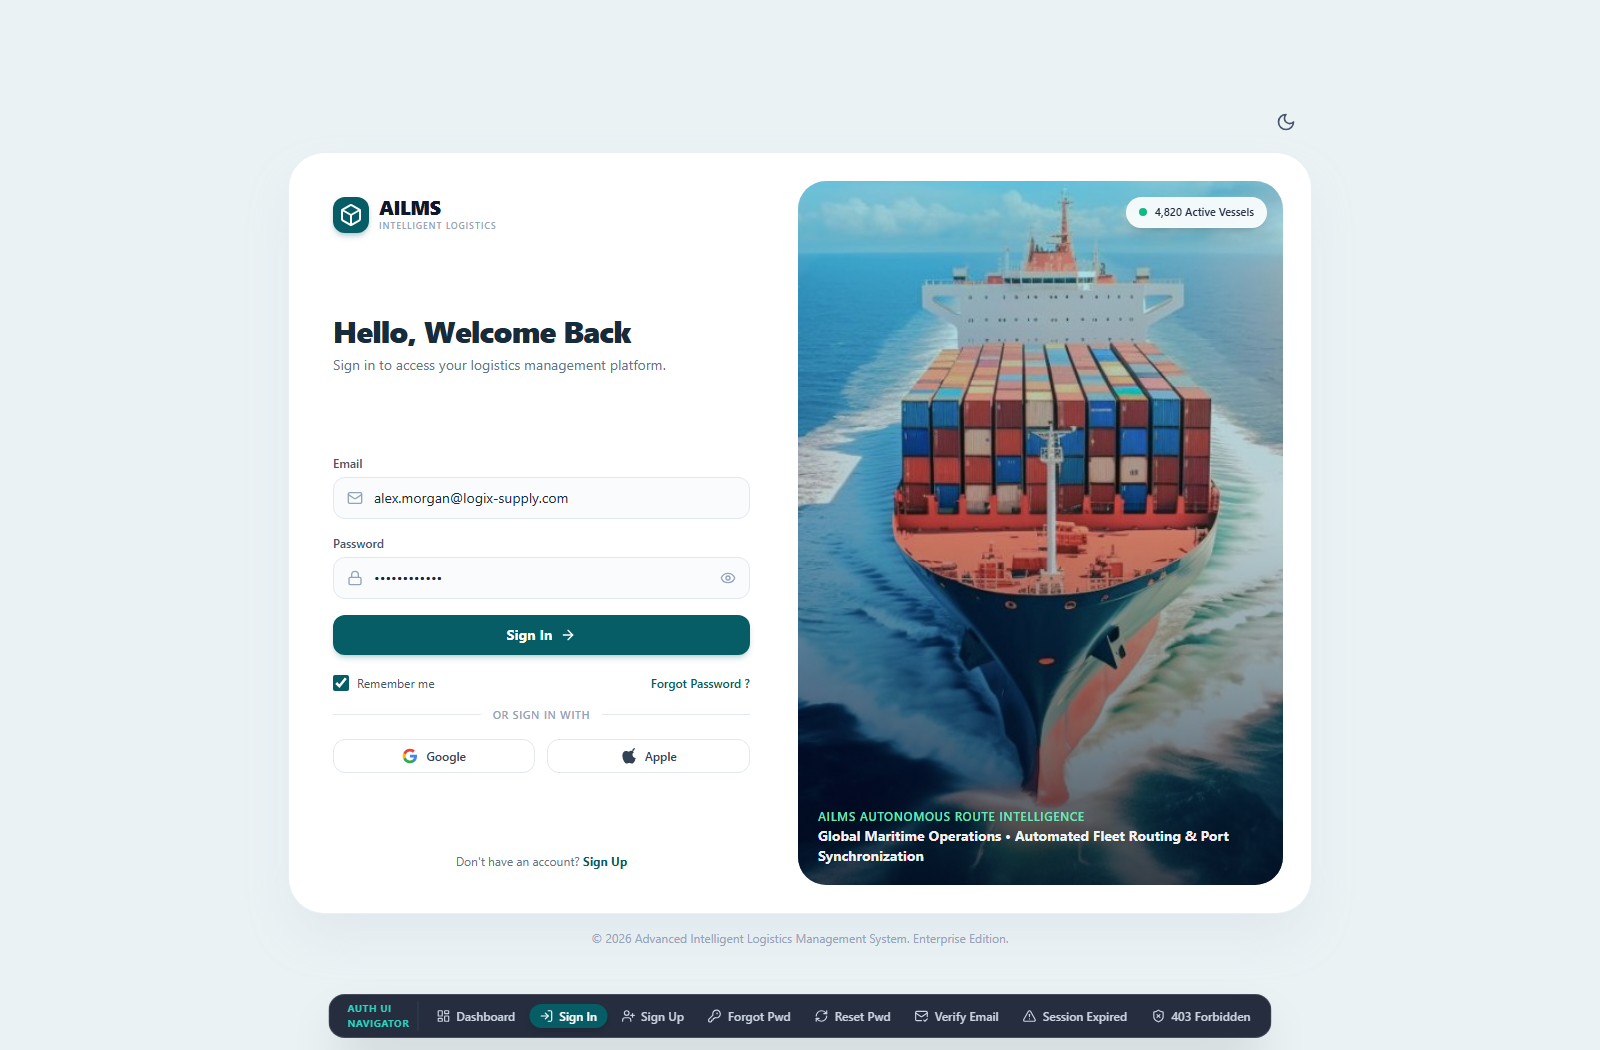 AILMS
INTELLIGENT LOGISTICS
Hello, Welcome Back
Sign in to access your logistics management platform.
Email
alex.morgan@logix-supply.com
Password
••••••••••••
Sign In
Remember me
Forgot Password ?
OR SIGN IN WITH
Google
Apple
Don't have an account? Sign Up
4,820 Active Vessels
AILMS AUTONOMOUS ROUTE INTELLIGENCE
Global Maritime Operations • Automated Fleet Routing & Port
Synchronization
© 2026 Advanced Intelligent Logistics Management System. Enterprise Edition.
AUTH UI
NAVIGATOR
Dashboard
Sign In
Sign Up
Forgot Pwd
Reset Pwd
Verify Email
Session Expired
403 Forbidden